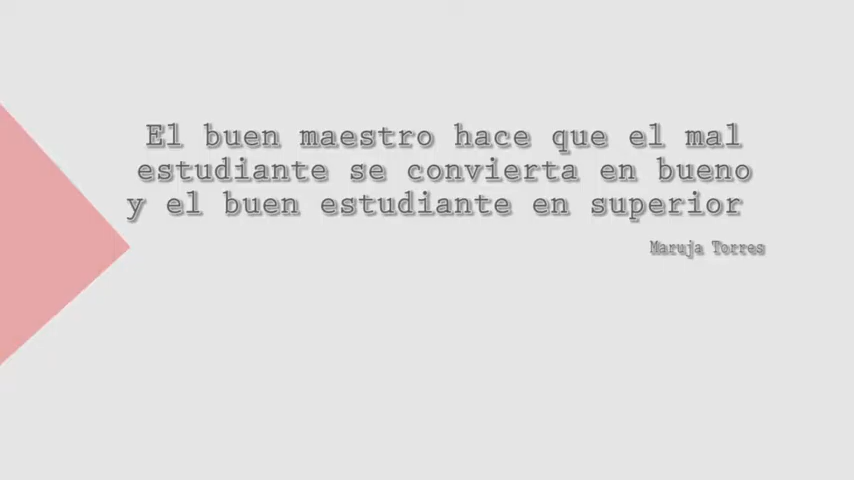 El buen maestro hace que el mal
estudiante se convierta en bueno
y el buen estudiante en superior
Maruja Torres